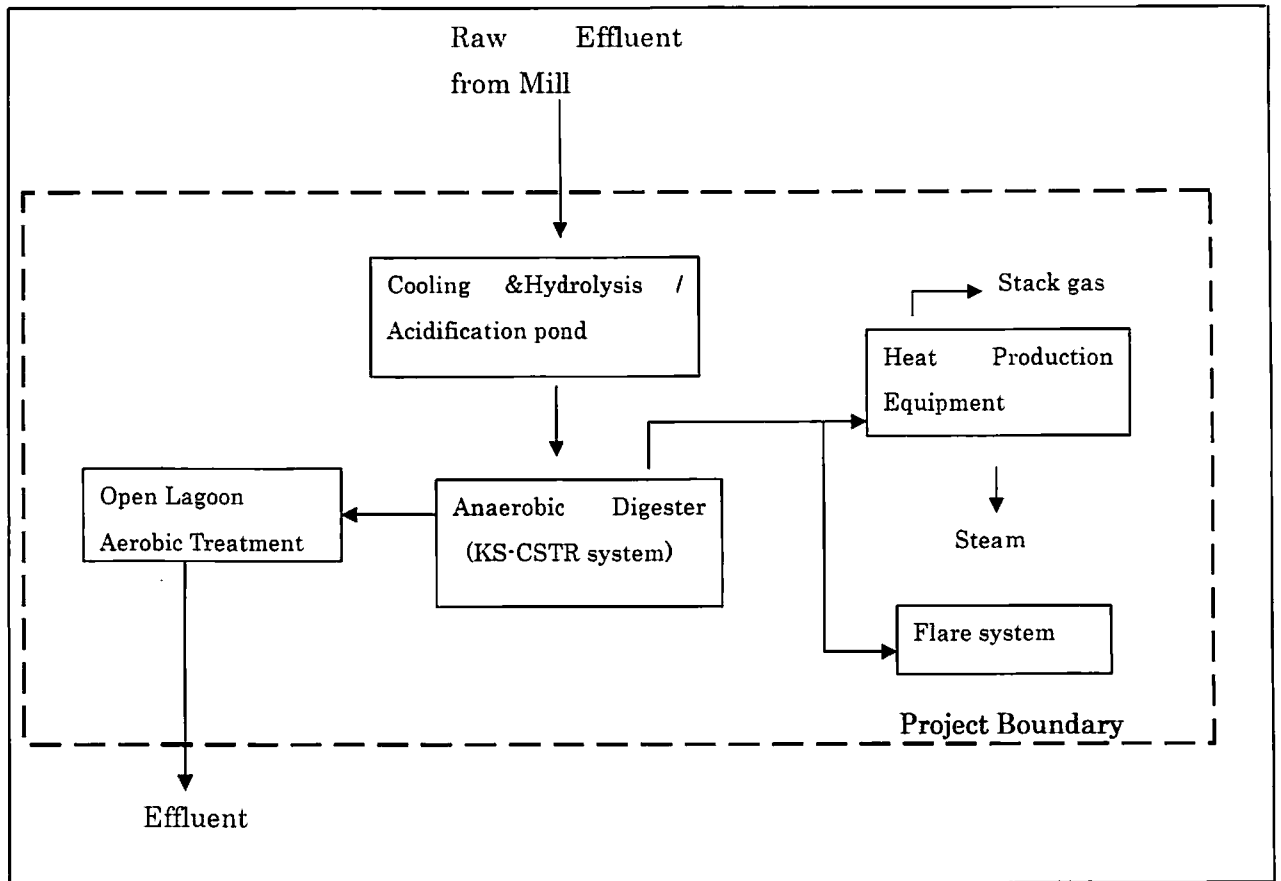 Raw Effluent
from Mill
Cooling &Hydrolysis /
Acidification pond
Stack gas
Heat Production
Equipment
Open Lagoon
Aerobic Treatment
Anaerobic Digester
(KS-CSTR system)
Steam
Flare system
Project Boundary
Effluent